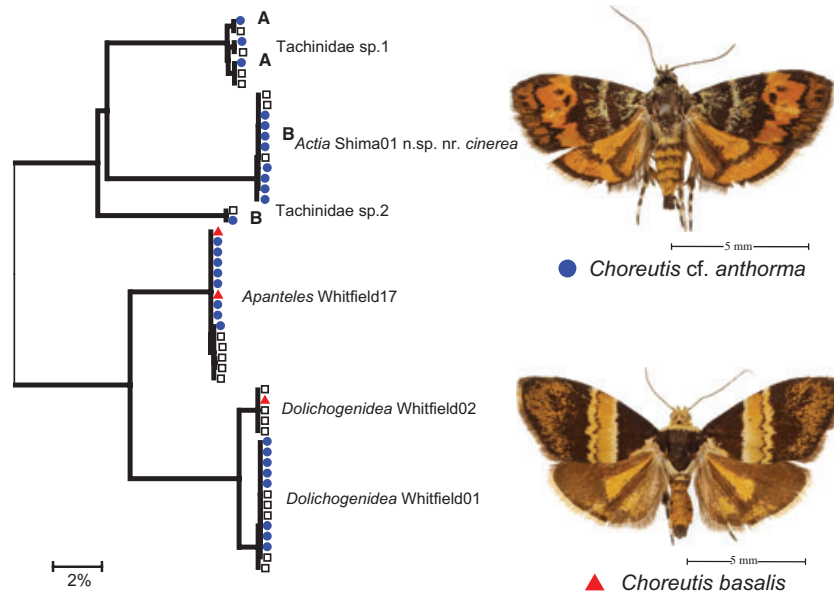 A
Tachinidae sp.1
A
B
Actia Shima01 n.sp. nr. cinerea
Tachinidae sp.2
B
Apanteles Whitfield17
Dolichogenidea Whitfield02
Dolichogenidea Whitfield01
2%
5 mm
Choreutis cf. anthorma
5 mm
Choreutis basalis